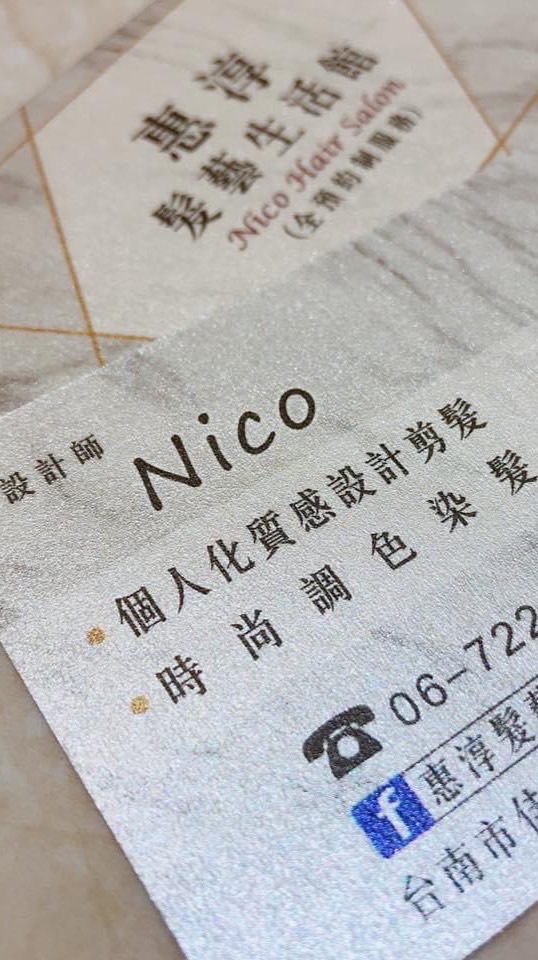 惠淳
髮藝生活館
Nico Hair Salon
(全預約制服務)
設計師 Nico
個人化質感設計剪髮
時尚調色染髮
06-722
惠淳髮藝
台南市佳